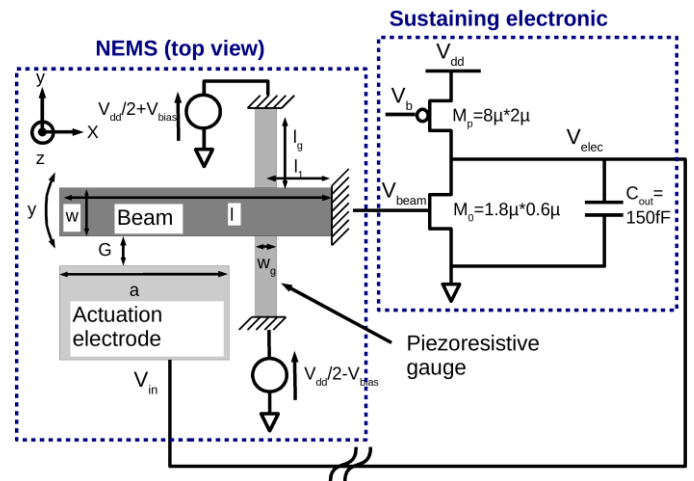 Sustaining electronic
NEMS (top view)
V_dd
V_dd/2+V_bias
V_b
M_p=8µ*2µ
V_elec
y
x
z
l_g
l_1
y
w
Beam
l
V_beam
M_0=1.8µ*0.6µ
C_out=
150fF
G
w_g
a
Actuation
electrode
Piezoresistive
gauge
V_in
V_dd/2-V_bias